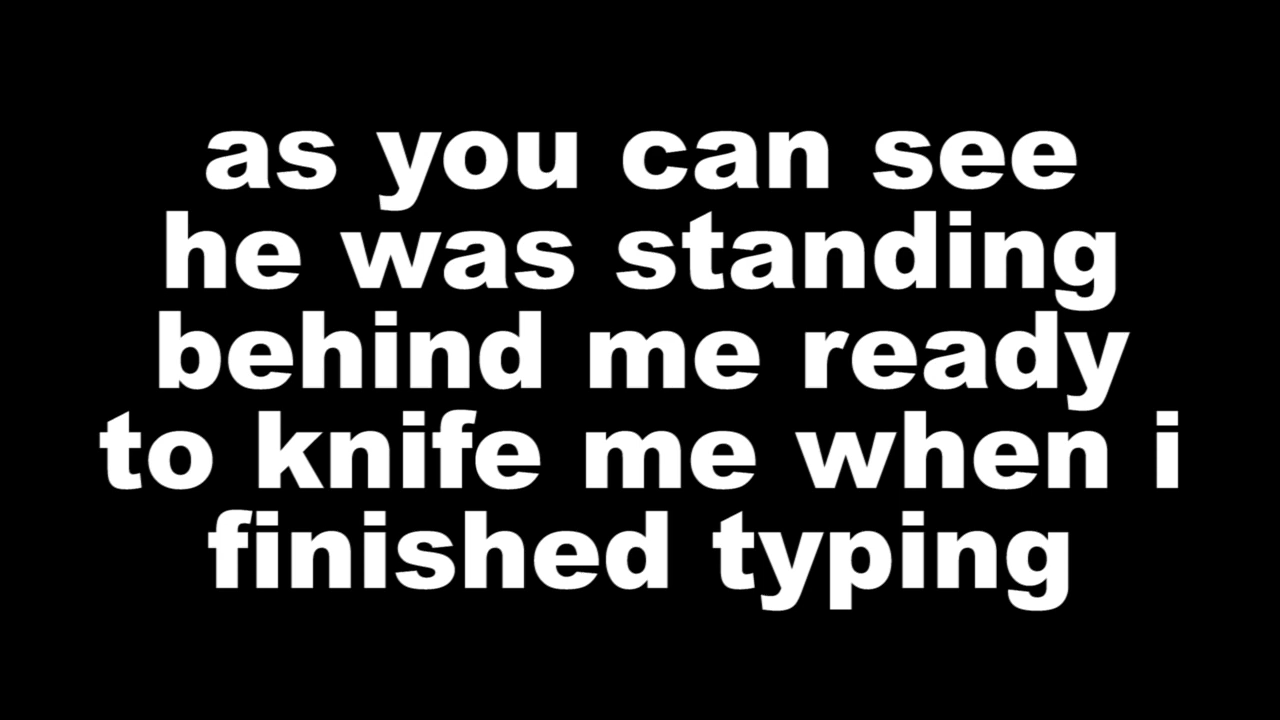 as you can see
he was standing
behind me ready
to knife me when i
finished typing